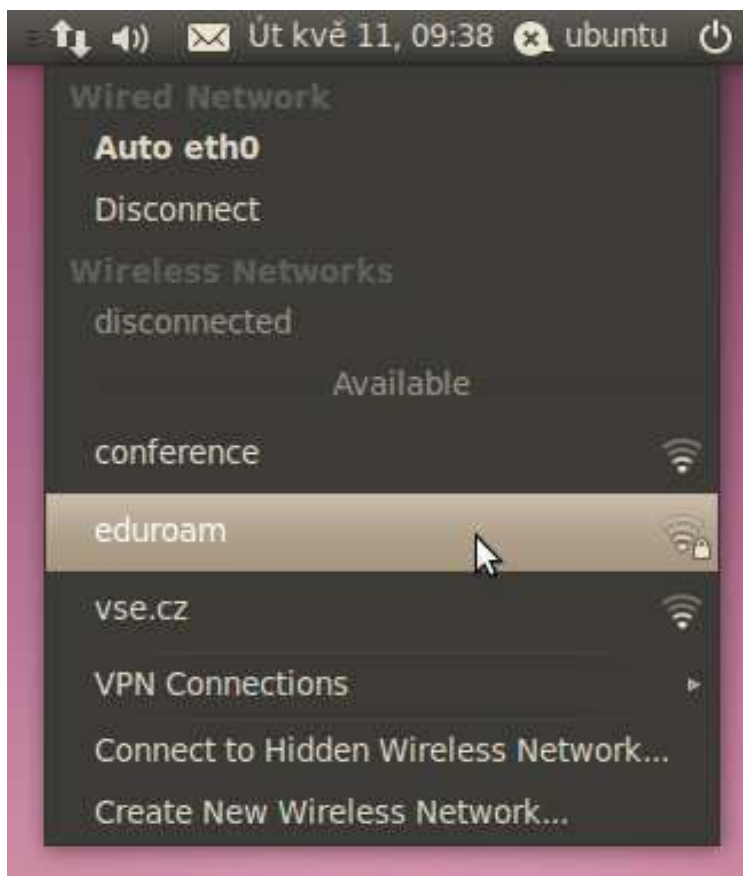 Út kvě 11, 09:38 ubuntu
Wired Network
Auto eth0
Disconnect
Wireless Networks
disconnected
Available
conference
eduroam
vse.cz
VPN Connections
Connect to Hidden Wireless Network...
Create New Wireless Network...